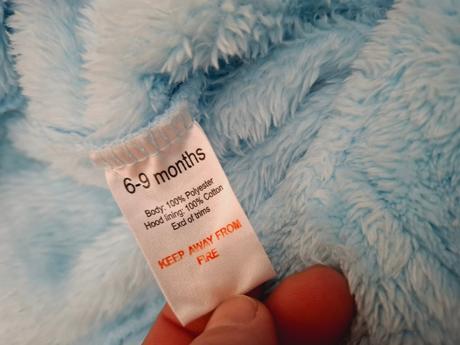 6-9 months
Body: 100% Polyester
Hood lining: 100% Cotton
Excl of trims
KEEP AWAY FROM
FIRE